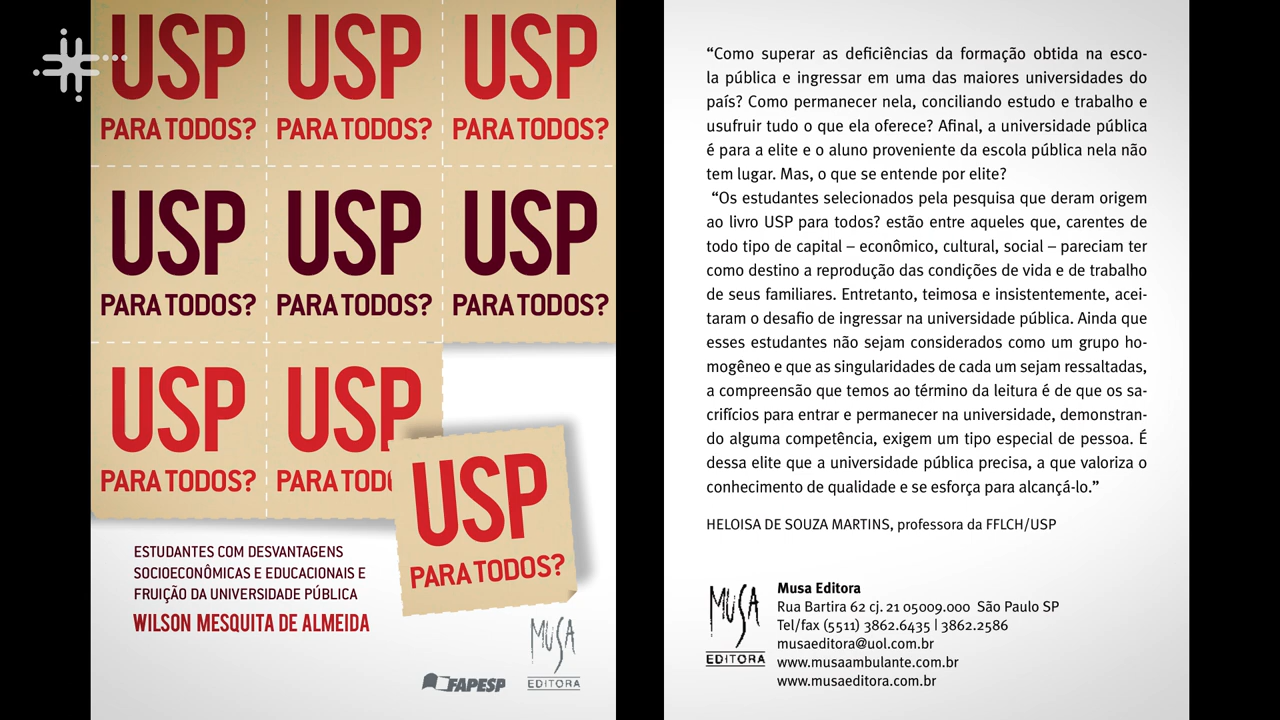 USP USP USP
PARA TODOS? PARA TODOS? PARA TODOS?
USP USP USP
PARA TODOS? PARA TODOS? PARA TODOS?
USP USP
PARA TODOS? PARA TODO
USP
PARA TODOS?
ESTUDANTES COM DESVANTAGENS
SOCIOECONÔMICAS E EDUCACIONAIS E
FRUIÇÃO DA UNIVERSIDADE PÚBLICA
WILSON MESQUITA DE ALMEIDA
FAPESP
MUSA
EDITORA
“Como superar as deficiências da formação obtida na esco-
la pública e ingressar em uma das maiores universidades do
país? Como permanecer nela, conciliando estudo e trabalho e
usufruir tudo o que ela oferece? Afinal, a universidade pública
é para a elite e o aluno proveniente da escola pública nela não
tem lugar. Mas, o que se entende por elite?
“Os estudantes selecionados pela pesquisa que deram origem
ao livro USP para todos? estão entre aqueles que, carentes de
todo tipo de capital – econômico, cultural, social – pareciam ter
como destino a reprodução das condições de vida e de trabalho
de seus familiares. Entretanto, teimosa e insistentemente, acei-
taram o desafio de ingressar na universidade pública. Ainda que
esses estudantes não sejam considerados como um grupo ho-
mogêneo e que as singularidades de cada um sejam ressaltadas,
a compreensão que temos ao término da leitura é de que os sa-
crifícios para entrar e permanecer na universidade, demonstran-
do alguma competência, exigem um tipo especial de pessoa. É
dessa elite que a universidade pública precisa, a que valoriza o
conhecimento de qualidade e se esforça para alcançá-lo.”
HELOISA DE SOUZA MARTINS, professora da FFLCH/USP
MUSA
EDITORA
Musa Editora
Rua Bartira 62 cj. 21 05009.000 São Paulo SP
Tel/fax (5511) 3862.6435 | 3862.2586
musaeditora@uol.com.br
www.musaambulante.com.br
www.musaeditora.com.br